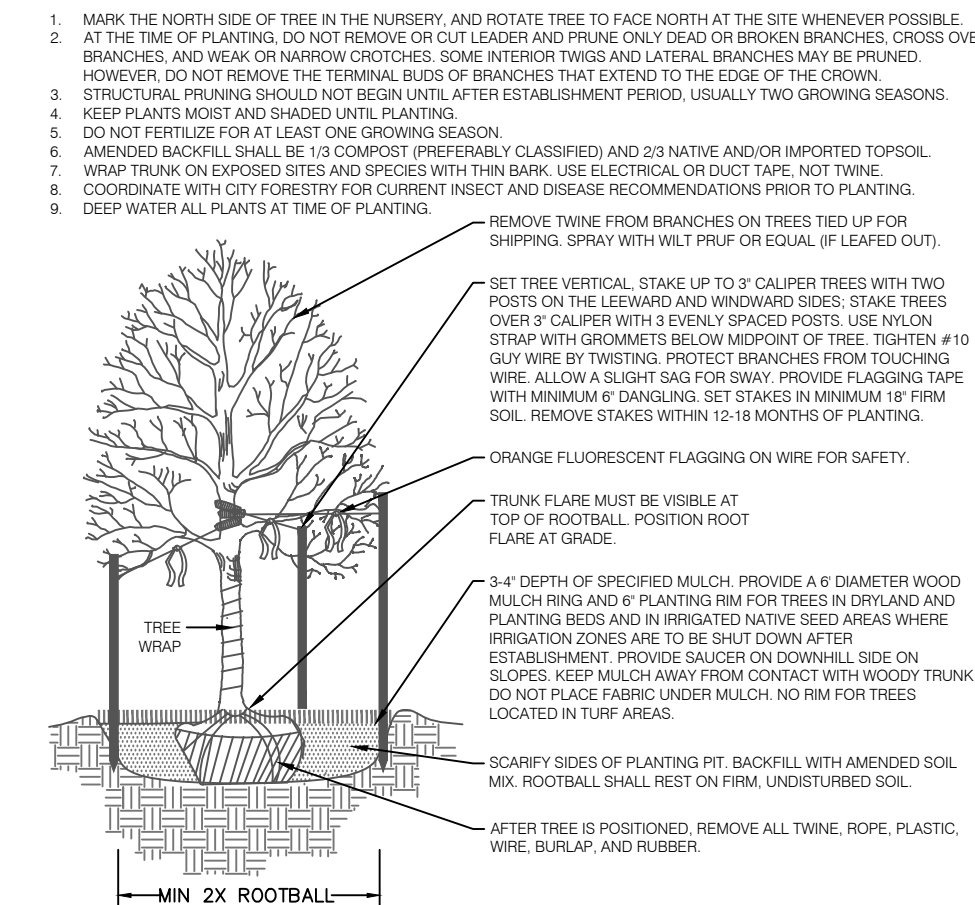 1. MARK THE NORTH SIDE OF TREE IN THE NURSERY, AND ROTATE TREE TO FACE NORTH AT THE SITE WHENEVER POSSIBLE.
2. AT THE TIME OF PLANTING, DO NOT REMOVE OR CUT LEADER AND PRUNE ONLY DEAD OR BROKEN BRANCHES, CROSS OVE
BRANCHES, AND WEAK OR NARROW CROTCHES. SOME INTERIOR TWIGS AND LATERAL BRANCHES MAY BE PRUNED.
HOWEVER, DO NOT REMOVE THE TERMINAL BUDS OF BRANCHES THAT EXTEND TO THE EDGE OF THE CROWN.
3. STRUCTURAL PRUNING SHOULD NOT BEGIN UNTIL AFTER ESTABLISHMENT PERIOD, USUALLY TWO GROWING SEASONS.
4. KEEP PLANTS MOIST AND SHADED UNTIL PLANTING.
5. DO NOT FERTILIZE FOR AT LEAST ONE GROWING SEASON.
6. AMENDED BACKFILL SHALL BE 1/3 COMPOST (PREFERABLY CLASSIFIED) AND 2/3 NATIVE AND/OR IMPORTED TOPSOIL.
7. WRAP TRUNK ON EXPOSED SITES AND SPECIES WITH THIN BARK. USE ELECTRICAL OR DUCT TAPE, NOT TWINE.
8. COORDINATE WITH CITY FORESTRY FOR CURRENT INSECT AND DISEASE RECOMMENDATIONS PRIOR TO PLANTING.
9. DEEP WATER ALL PLANTS AT TIME OF PLANTING.
REMOVE TWINE FROM BRANCHES ON TREES TIED UP FOR
SHIPPING. SPRAY WITH WILT PRUF OR EQUAL (IF LEAFED OUT).
SET TREE VERTICAL, STAKE UP TO 3" CALIPER TREES WITH TWO
POSTS ON THE LEEWARD AND WINDWARD SIDES; STAKE TREES
OVER 3" CALIPER WITH 3 EVENLY SPACED POSTS. USE NYLON
STRAP WITH GROMMETS BELOW MIDPOINT OF TREE. TIGHTEN #10
GUY WIRE BY TWISTING. PROTECT BRANCHES FROM TOUCHING
WIRE. ALLOW A SLIGHT SAG FOR SWAY. PROVIDE FLAGGING TAPE
WITH MINIMUM 6" DANGLING. SET STAKES IN MINIMUM 18" FIRM
SOIL. REMOVE STAKES WITHIN 12-18 MONTHS OF PLANTING.
ORANGE FLUORESCENT FLAGGING ON WIRE FOR SAFETY.
TRUNK FLARE MUST BE VISIBLE AT
TOP OF ROOTBALL. POSITION ROOT
FLARE AT GRADE.
3-4" DEPTH OF SPECIFIED MULCH. PROVIDE A 6' DIAMETER WOOD
MULCH RING AND 6" PLANTING RIM FOR TREES IN DRYLAND AND
PLANTING BEDS AND IN IRRIGATED NATIVE SEED AREAS WHERE
IRRIGATION ZONES ARE TO BE SHUT DOWN AFTER
ESTABLISHMENT. PROVIDE SAUCER ON DOWNHILL SIDE ON
SLOPES. KEEP MULCH AWAY FROM CONTACT WITH WOODY TRUNK
DO NOT PLACE FABRIC UNDER MULCH. NO RIM FOR TREES
LOCATED IN TURF AREAS.
TREE
WRAP
SCARIFY SIDES OF PLANTING PIT. BACKFILL WITH AMENDED SOIL
MIX. ROOTBALL SHALL REST ON FIRM, UNDISTURBED SOIL.
AFTER TREE IS POSITIONED, REMOVE ALL TWINE, ROPE, PLASTIC,
WIRE, BURLAP, AND RUBBER.
MIN 2X ROOTBALL